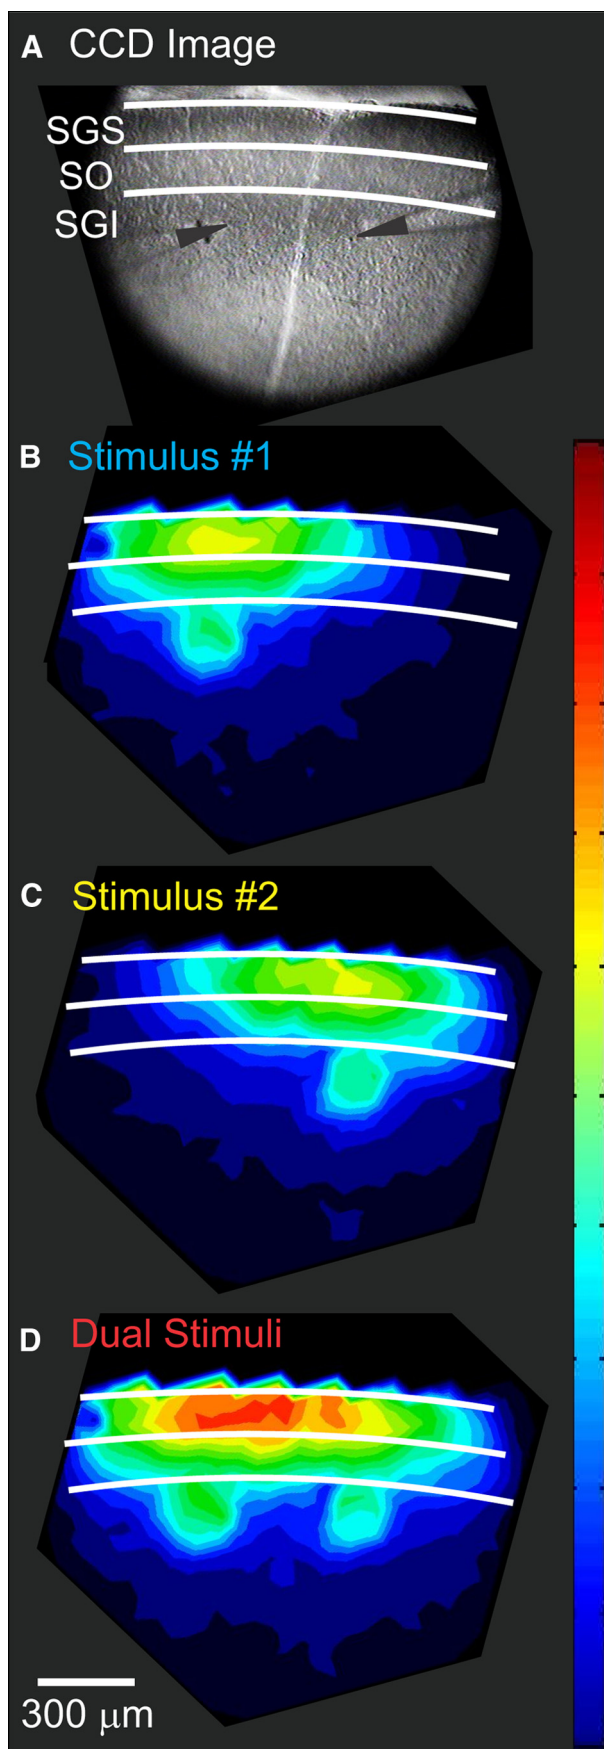 A CCD Image
SGS
SO
SGI
B Stimulus #1
C Stimulus #2
D Dual Stimuli
300 μm